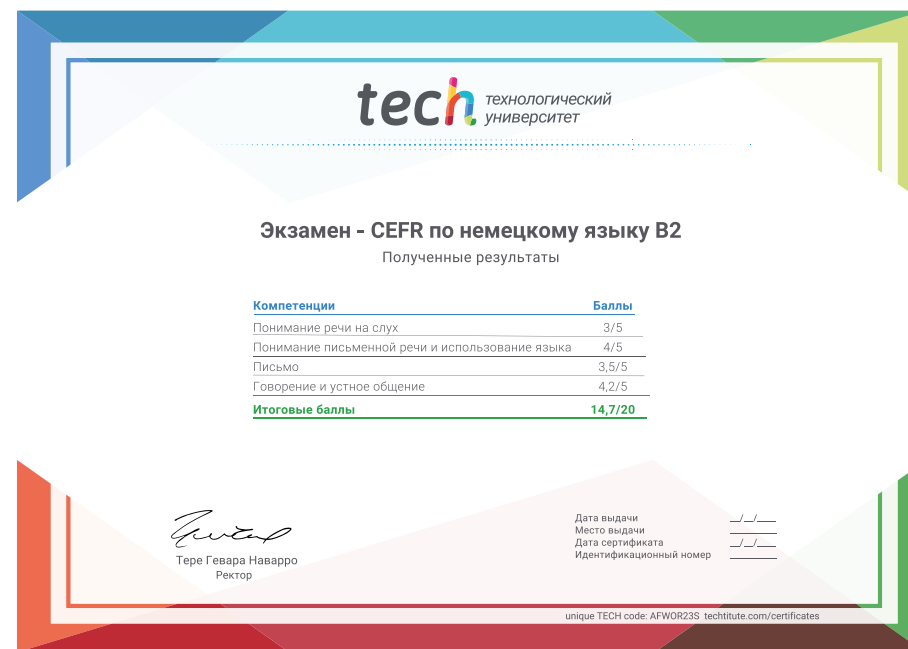 tech технологический
университет
Экзамен - CEFR по немецкому языку B2
Полученные результаты
Компетенции Баллы
Понимание речи на слух 3/5
Понимание письменной речи и использование языка 4/5
Письмо 3,5/5
Говорение и устное общение 4,2/5
Итоговые баллы 14,7/20
Тере Гевара Наварро
Ректор
Дата выдачи __/__/____
Место выдачи ________
Дата сертификата __/__/____
Идентификационный номер ________
unique TECH code: AFWOR23S techtitute.com/certificates